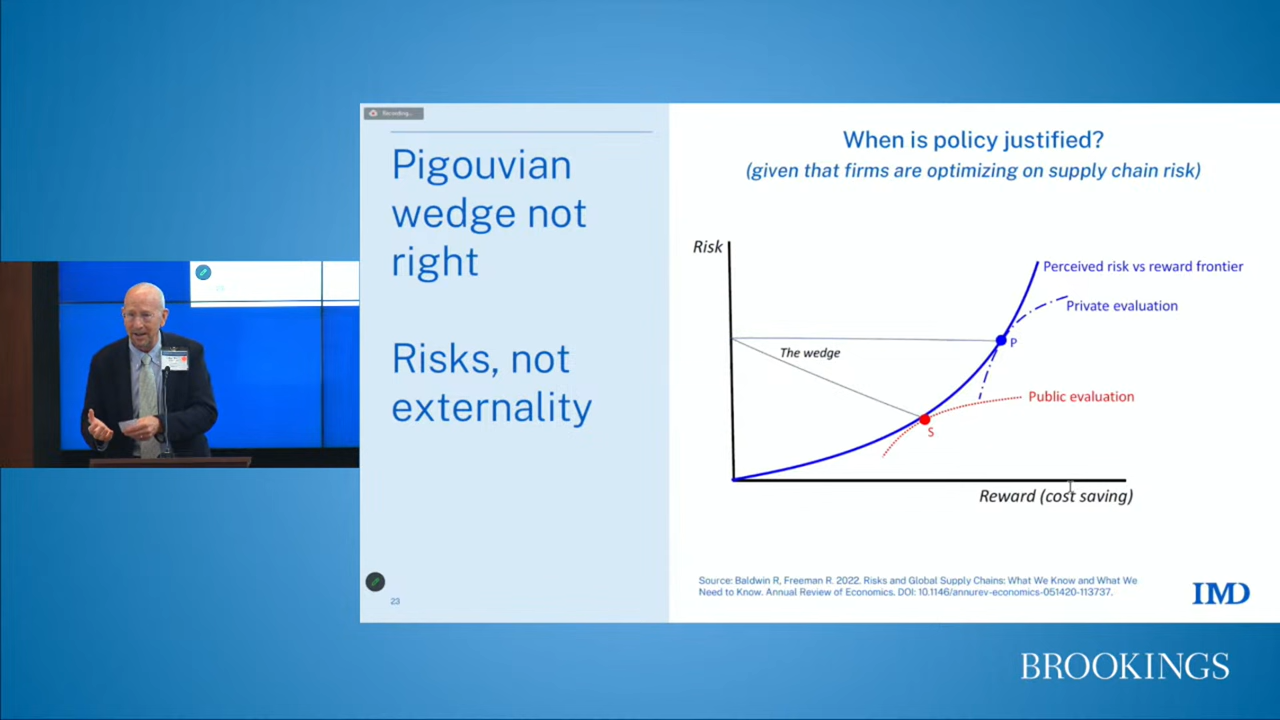 Recording...
Pigouvian
wedge not
right
Risks, not
externality
23
When is policy justified?
(given that firms are optimizing on supply chain risk)
Risk
Perceived risk vs reward frontier
Private evaluation
P
The wedge
Public evaluation
S
Reward (cost saving)
Source: Baldwin R, Freeman R. 2022. Risks and Global Supply Chains: What We Know and What We
Need to Know. Annual Review of Economics. DOI: 10.1146/annurev-economics-051420-113737.
IMD
BROOKINGS